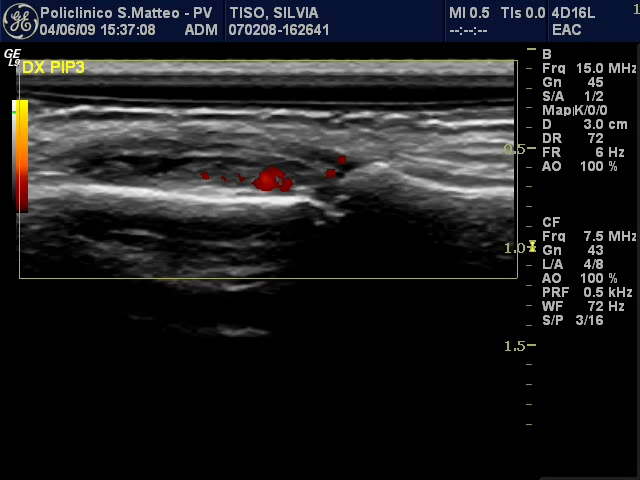 Policlinico S.Matteo - PV
04/06/09 15:37:08 ADM
TISO, SILVIA
070208-162641
MI 0.5 TIs 0.0
--:--:--
4D16L
EAC
1
GE
L9
DX PIP3
0.5
1.0
1.5
B
Frq 15.0 MHz
Gn 45
S/A 1/2
Map K/0/0
D 3.0 cm
DR 72
FR 6 Hz
AO 100 %
CF
Frq 7.5 MHz
Gn 43
L/A 4/8
AO 100 %
PRF 0.5 kHz
WF 72 Hz
S/P 3/16